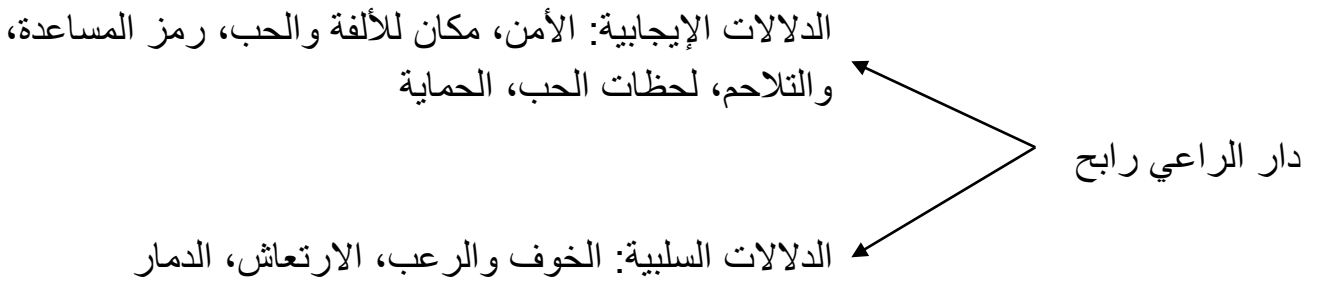 الدلالات الإيجابية: الأمن، مكان للألفة والحب، رمز المساعدة،
والتلاحم، لحظات الحب، الحماية
دار الراعي رابح
الدلالات السلبية: الخوف والرعب، الارتعاش، الدمار